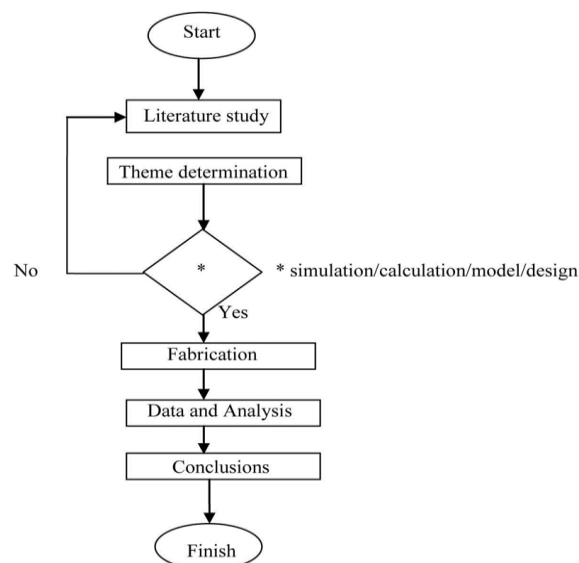 Start
Literature study
Theme determination
No
*
* simulation/calculation/model/design
Yes
Fabrication
Data and Analysis
Conclusions
Finish